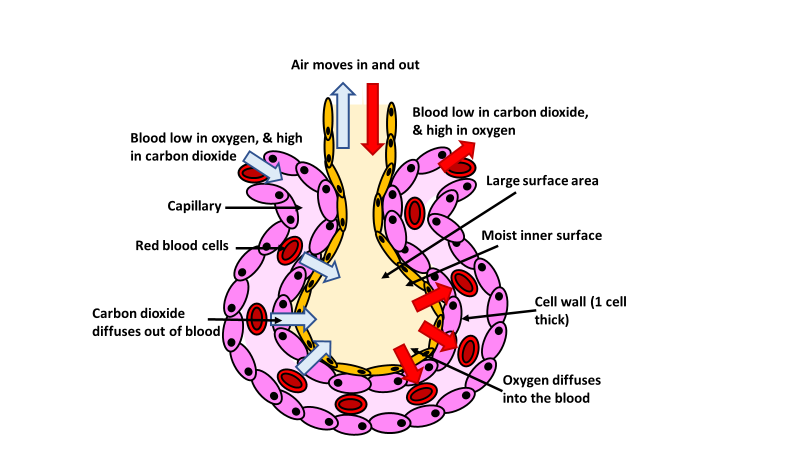 Air moves in and out
Blood low in carbon dioxide,
& high in oxygen
Blood low in oxygen, & high
in carbon dioxide
Large surface area
Capillary
Moist inner surface
Red blood cells
Cell wall (1 cell
thick)
Carbon dioxide
diffuses out of blood
Oxygen diffuses
into the blood